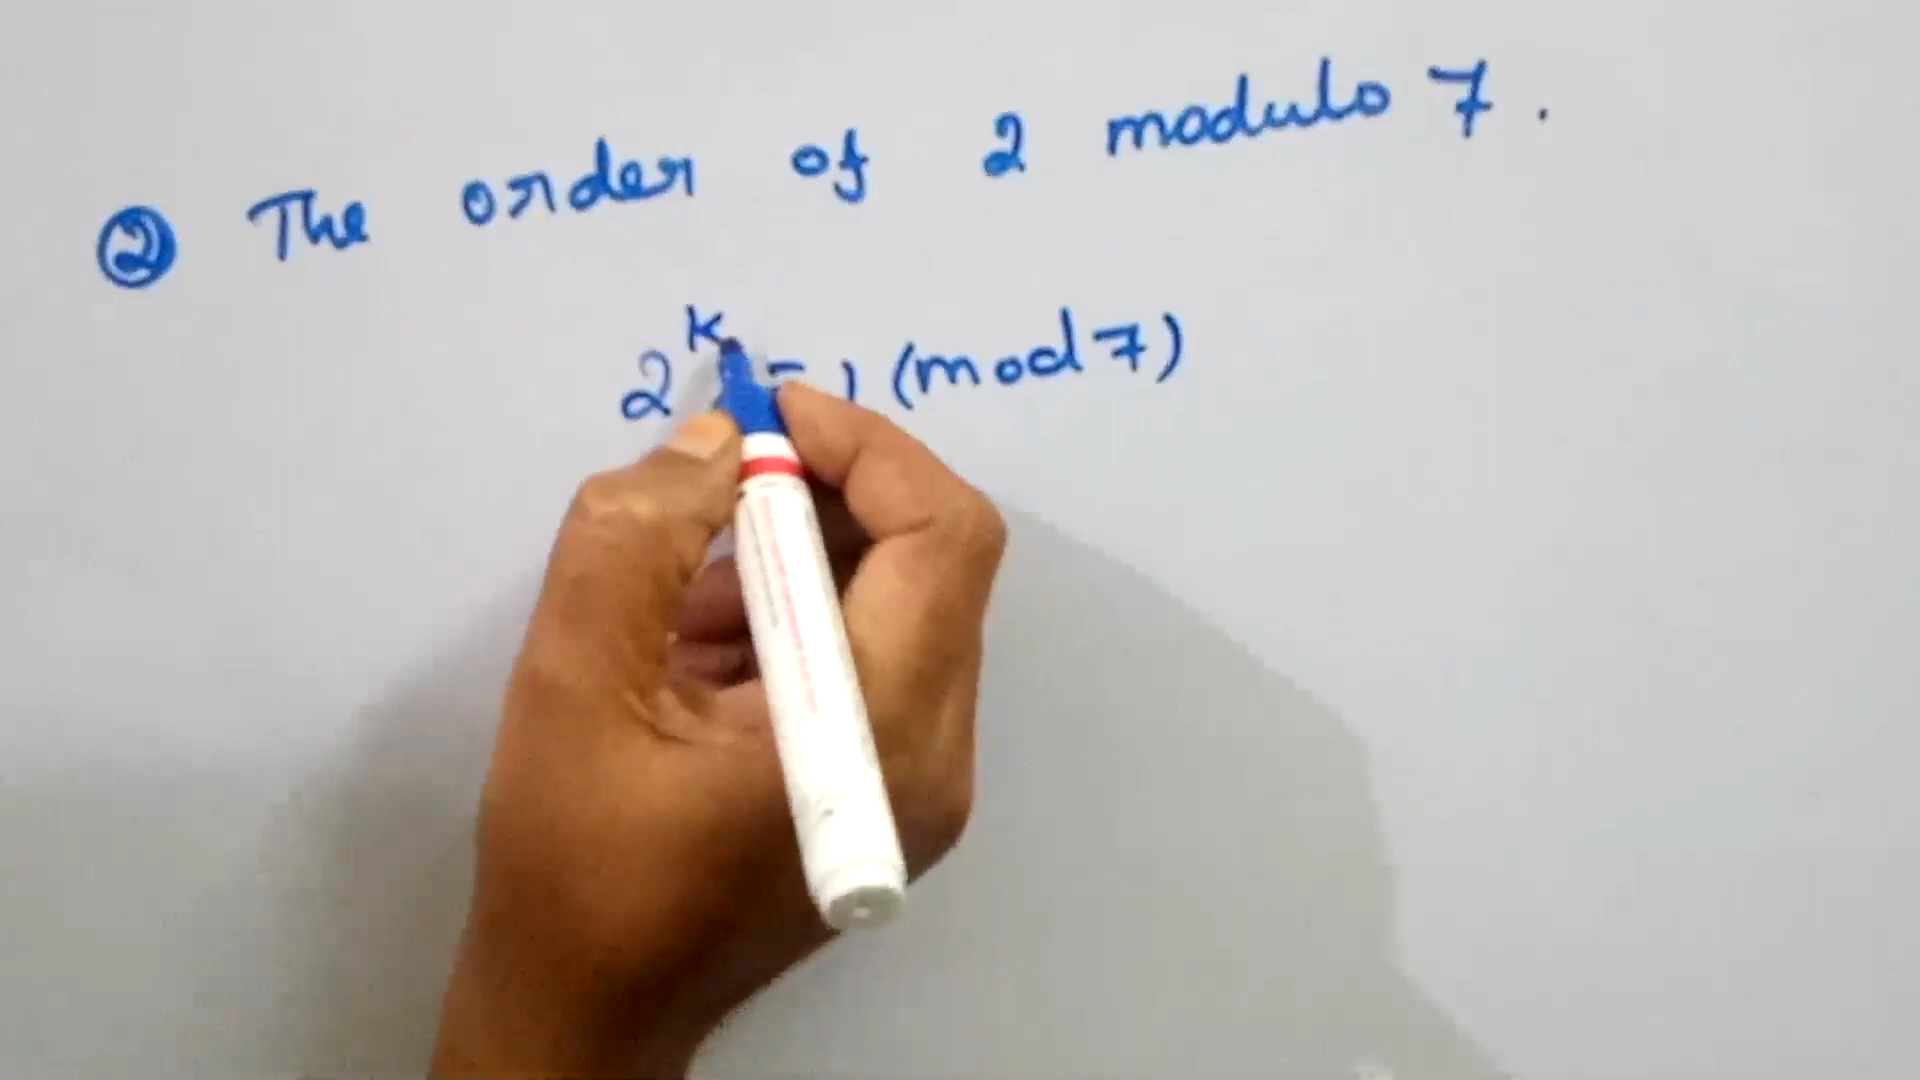 ② The order of 2 modulo 7.
2^k ≡ 1 (mod 7)